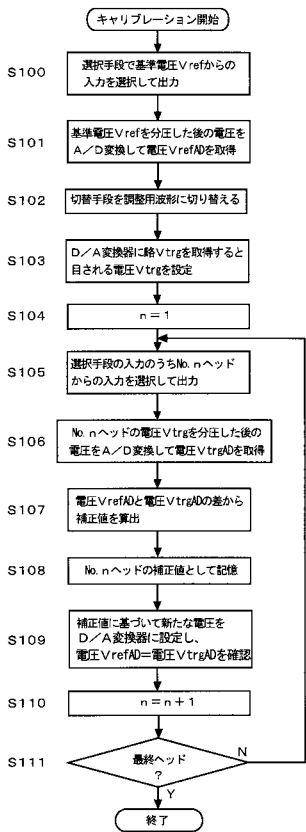 キャリブレーション開始
S100
選択手段で基準電圧Vrefからの
入力を選択して出力
S101
基準電圧Vrefを分圧した後の電圧を
A／D変換して電圧VrefADを取得
S102
切替手段を調整用波形に切り替える
S103
D／A変換器に略Vtrgを取得すると
目される電圧Vtrgを設定
S104
n＝1
S105
選択手段の入力のうちNo.nヘッド
からの入力を選択して出力
S106
No.nヘッドの電圧Vtrgを分圧した後の
電圧をA／D変換して電圧VtrgADを取得
S107
電圧VrefADと電圧VtrgADの差から
補正値を算出
S108
No.nヘッドの補正値として記憶
S109
補正値に基づいて新たな電圧を
D／A変換器に設定し、
電圧VrefAD＝電圧VtrgADを確認
S110
n＝n＋1
S111
最終ヘッド
？
N
Y
終了